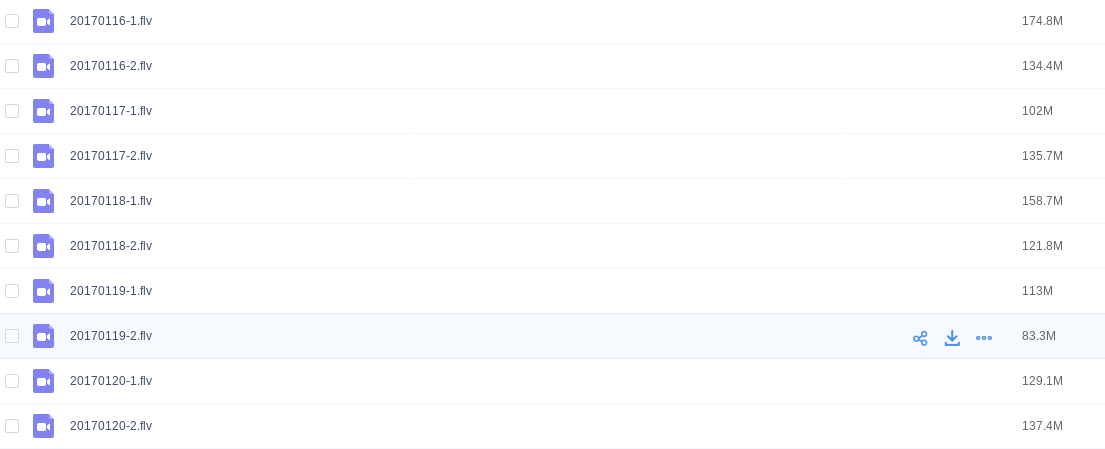 20170116-1.flv 174.8M
20170116-2.flv 134.4M
20170117-1.flv 102M
20170117-2.flv 135.7M
20170118-1.flv 158.7M
20170118-2.flv 121.8M
20170119-1.flv 113M
20170119-2.flv 83.3M
20170120-1.flv 129.1M
20170120-2.flv 137.4M